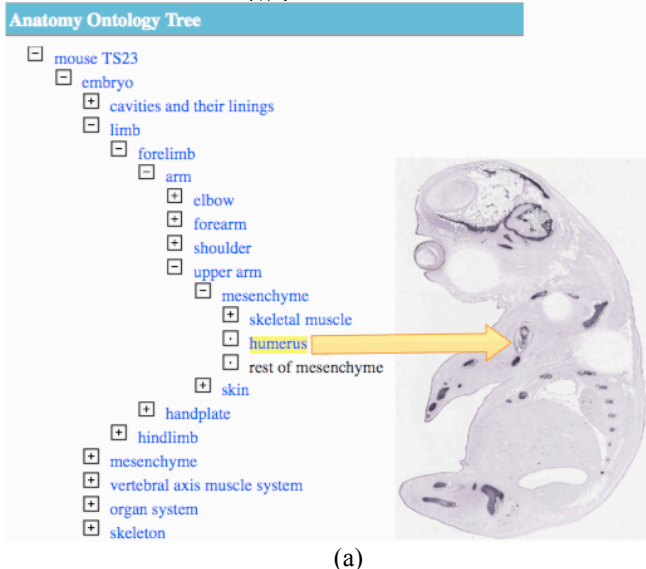 Anatomy Ontology Tree
mouse TS23
embryo
cavities and their linings
limb
forelimb
arm
elbow
forearm
shoulder
upper arm
mesenchyme
skeletal muscle
humerus
rest of mesenchyme
skin
handplate
hindlimb
mesenchyme
vertebral axis muscle system
organ system
skeleton
(a)